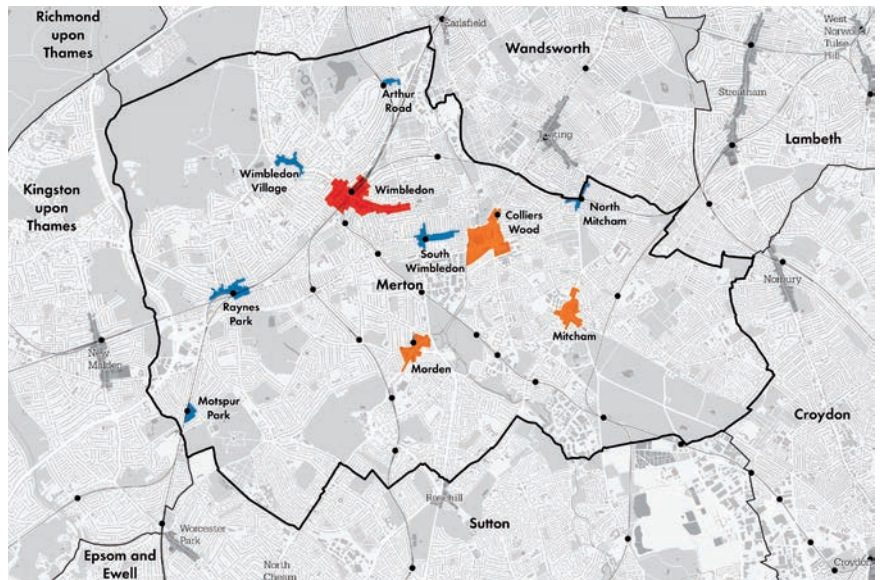 Richmond
upon
Thames
Earlsfield
Wandsworth
West
Norwood/
Tulse
Hill
Arthur
Road
Streatham
Tooting
Lambeth
Wimbledon
Village
Wimbledon
Kingston
upon
Thames
Colliers
Wood
North
Mitcham
South
Wimbledon
Merton
Norbury
Raynes
Park
Mitcham
New
Malden
Morden
Motspur
Park
Croydon
Rosehill
Sutton
Worcester
Park
Epsom and
Ewell
North
Cheam
Croydon